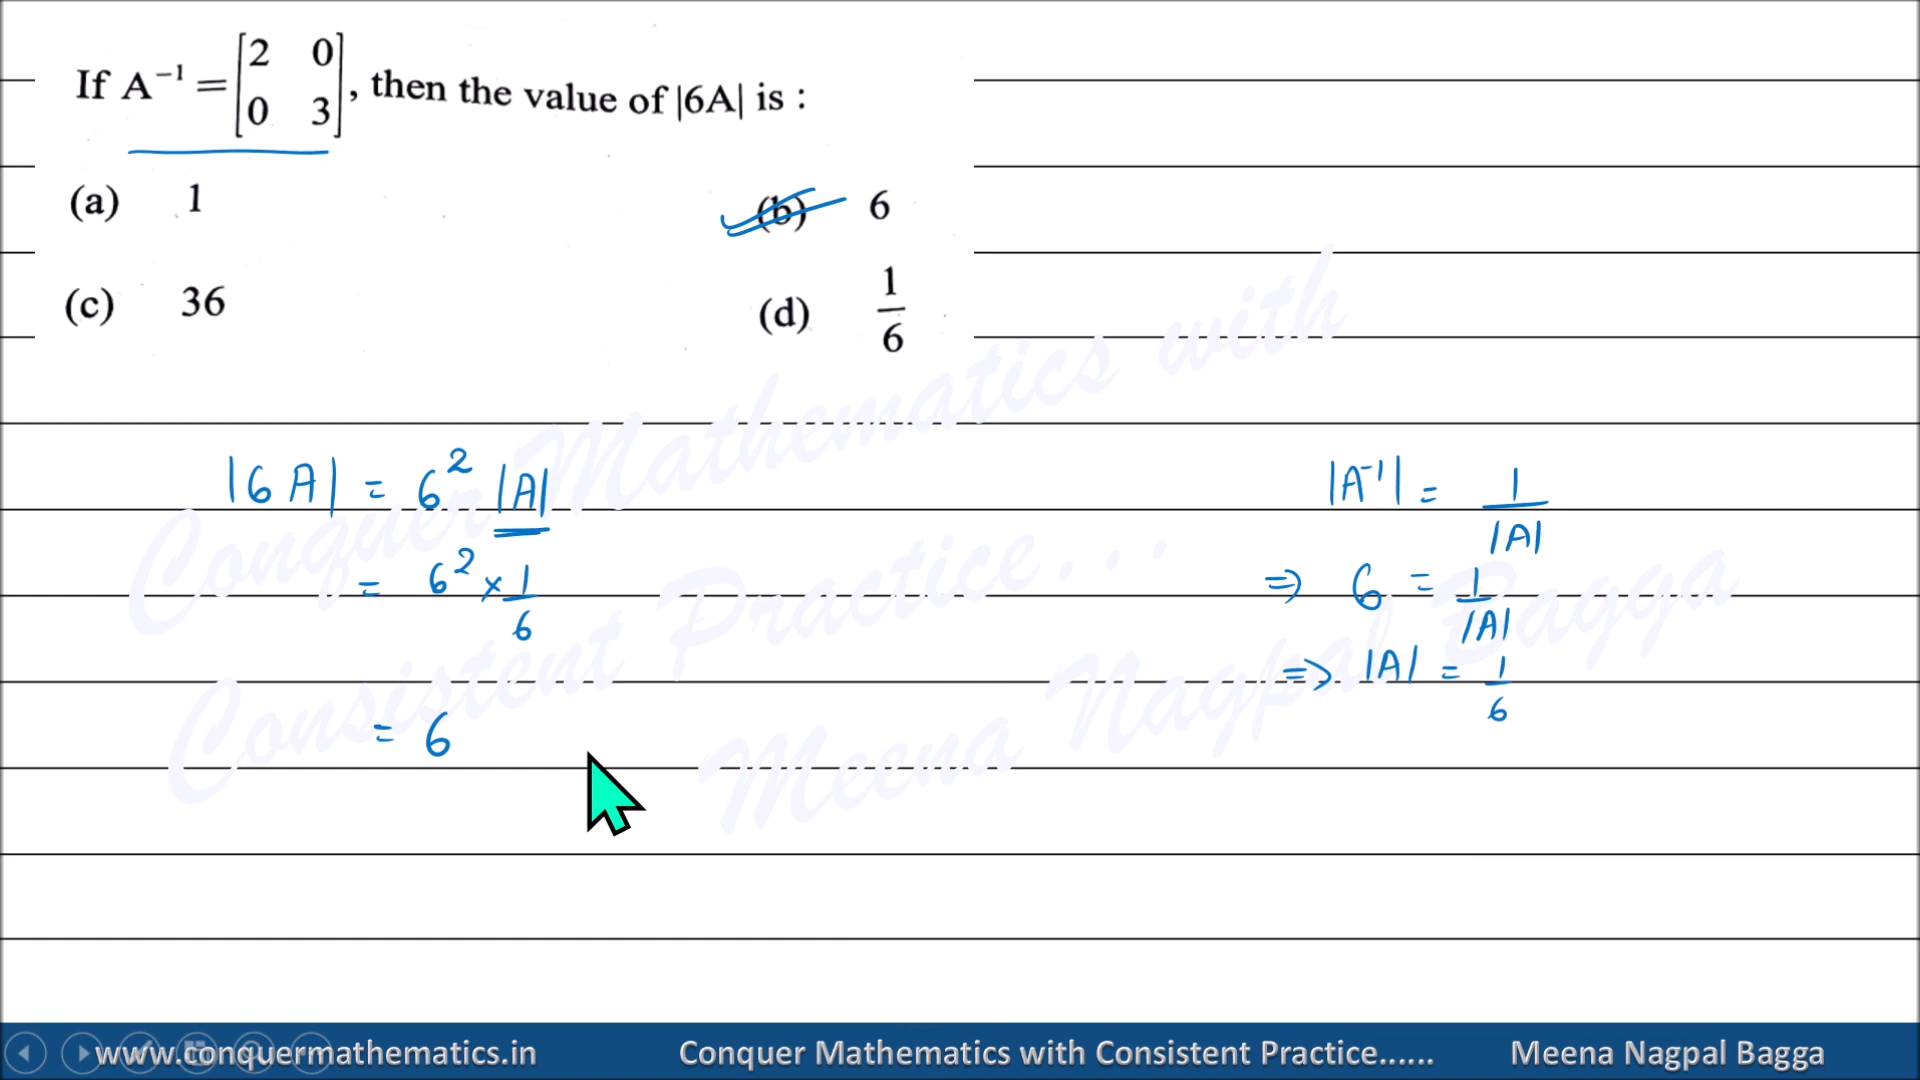 If A⁻¹ = [2 0
0 3], then the value of |6A| is :
(a) 1
(b) 6
(c) 36
(d) 1/6
|6A| = 6² |A|
= 6² × 1/6
= 6
|A⁻¹| = 1/|A|
⇒ 6 = 1/|A|
⇒ |A| = 1/6
Conquer Mathematics with
Consistent Practice...
Meena Nagpal Bagga
www.conquermathematics.in
Conquer Mathematics with Consistent Practice......
Meena Nagpal Bagga